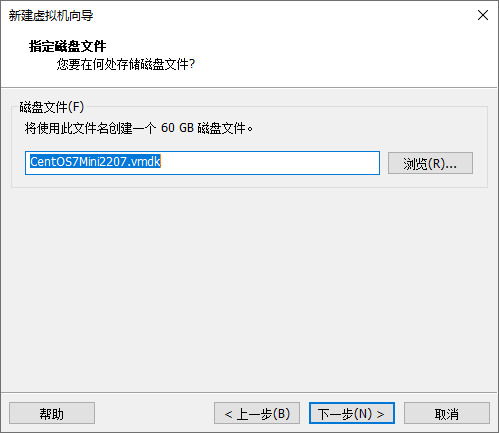 新建虚拟机向导
指定磁盘文件
您要在何处存储磁盘文件?
磁盘文件(F)
将使用此文件名创建一个 60 GB 磁盘文件。
CentOS7Mini2207.vmdk
浏览(R)...
帮助
< 上一步(B)
下一步(N) >
取消